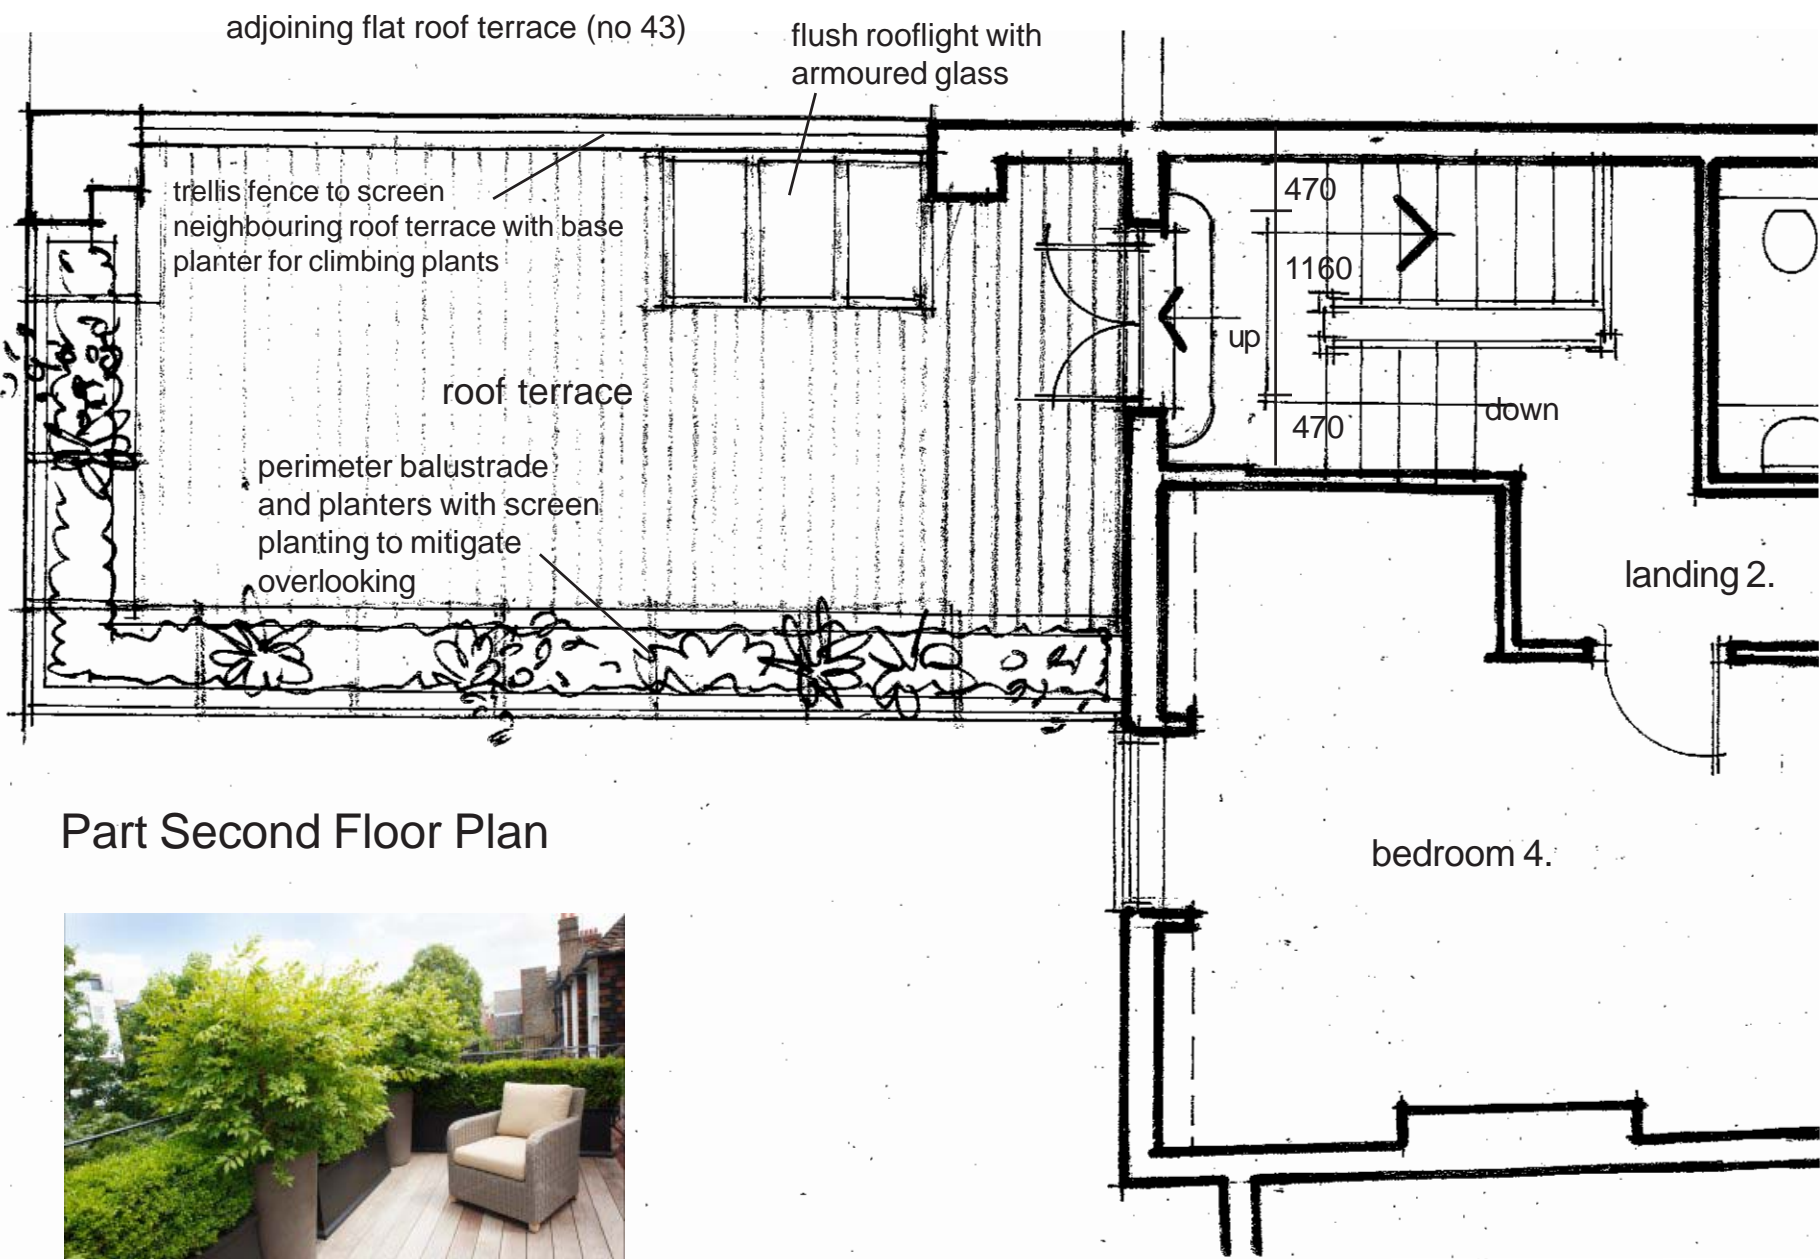 adjoining flat roof terrace (no 43)
flush rooflight with
armoured glass
trellis fence to screen
neighbouring roof terrace with base
planter for climbing plants
470
1160
up
470
down
roof terrace
perimeter balustrade
and planters with screen
planting to mitigate
overlooking
landing 2.
bedroom 4.
Part Second Floor Plan